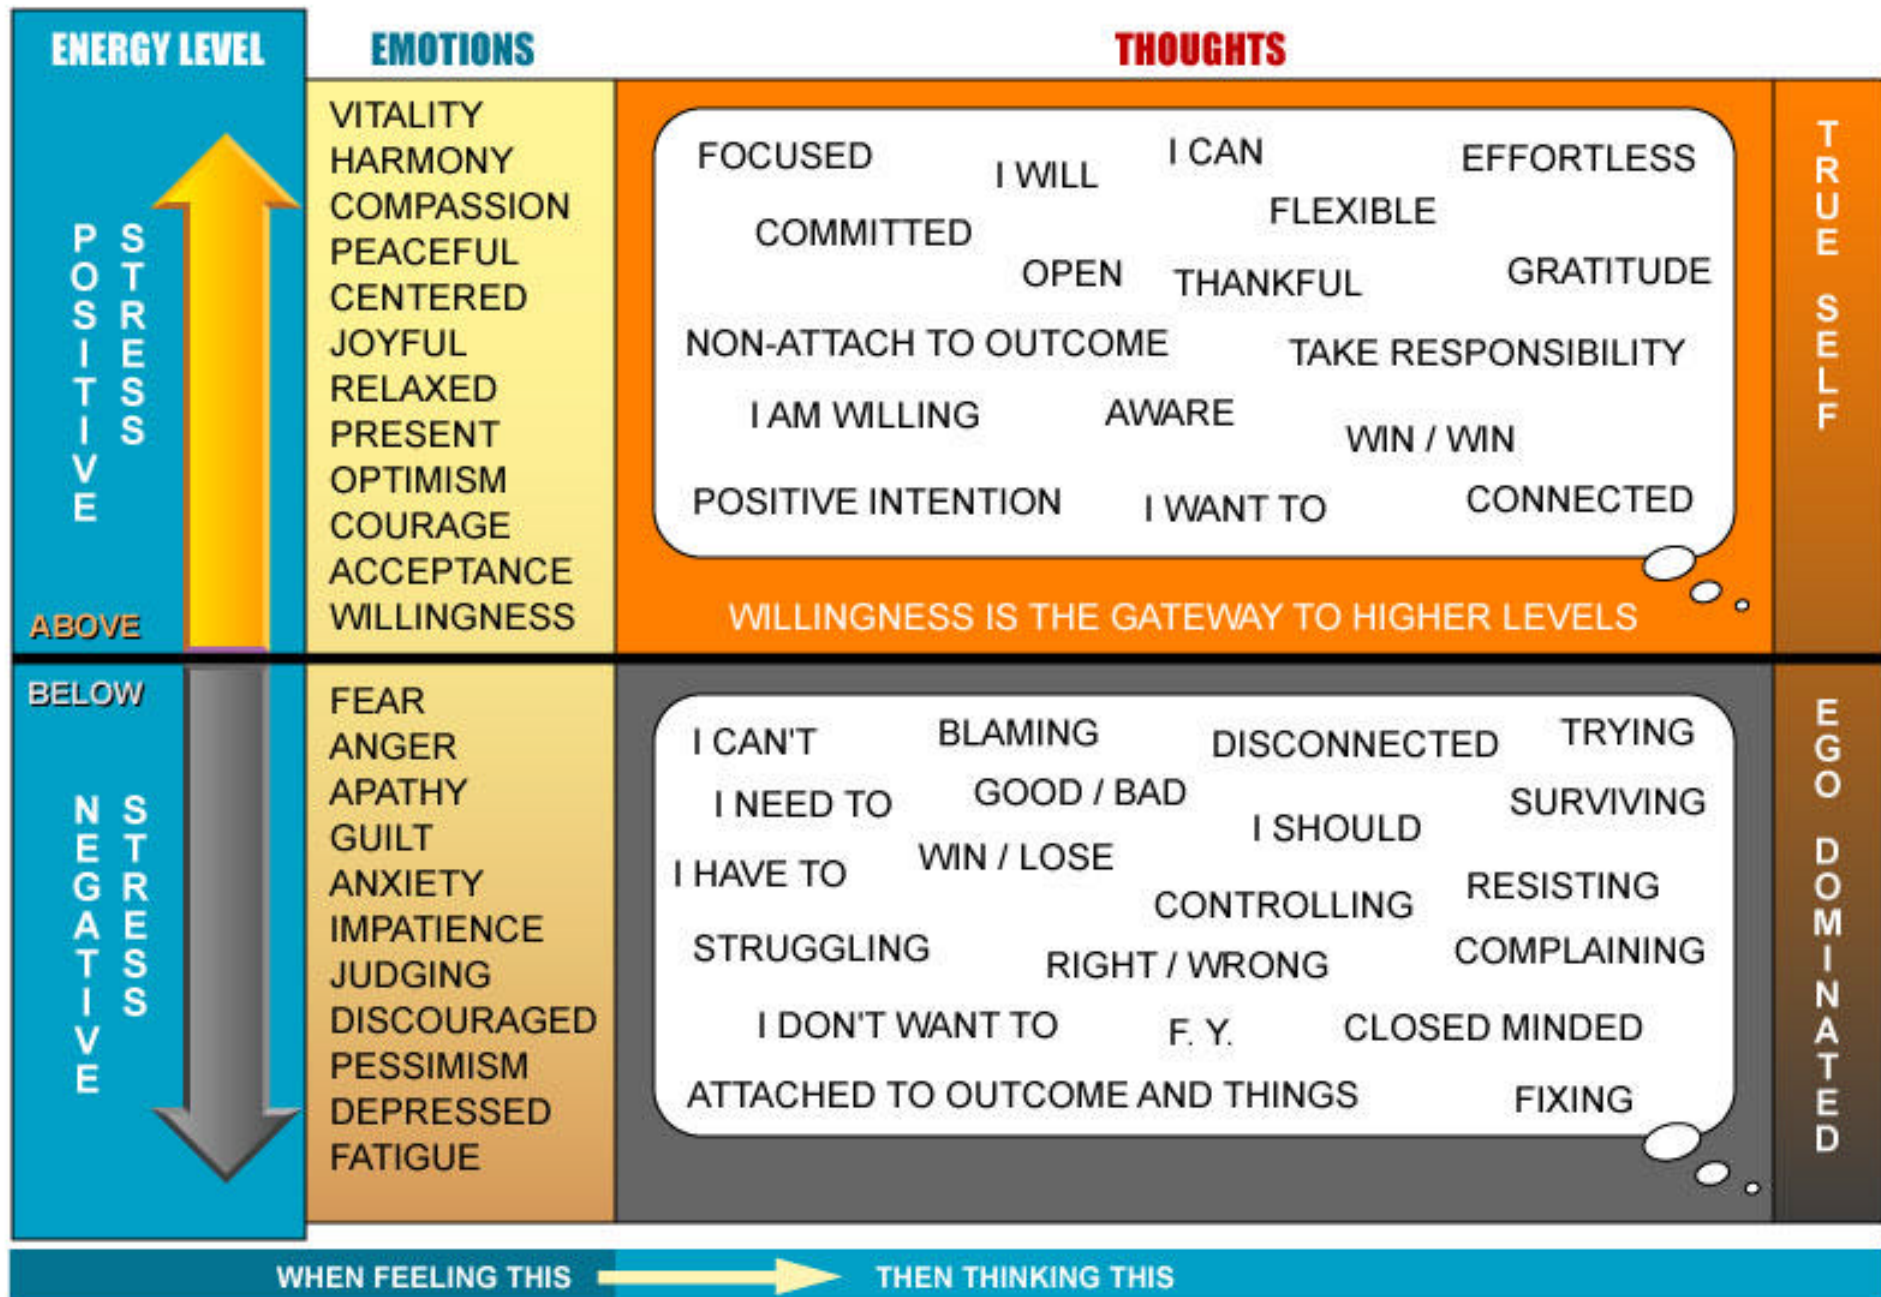 ENERGY LEVEL
EMOTIONS
THOUGHTS
POSITIVE
STRESS
ABOVE
VITALITY
HARMONY
COMPASSION
PEACEFUL
CENTERED
JOYFUL
RELAXED
PRESENT
OPTIMISM
COURAGE
ACCEPTANCE
WILLINGNESS
FOCUSED
I WILL
I CAN
EFFORTLESS
COMMITTED
FLEXIBLE
OPEN
THANKFUL
GRATITUDE
NON-ATTACH TO OUTCOME
TAKE RESPONSIBILITY
I AM WILLING
AWARE
WIN / WIN
POSITIVE INTENTION
I WANT TO
CONNECTED
WILLINGNESS IS THE GATEWAY TO HIGHER LEVELS
TRUE SELF
BELOW
NEGATIVE
STRESS
FEAR
ANGER
APATHY
GUILT
ANXIETY
IMPATIENCE
JUDGING
DISCOURAGED
PESSIMISM
DEPRESSED
FATIGUE
I CAN'T
BLAMING
DISCONNECTED
TRYING
I NEED TO
GOOD / BAD
I SHOULD
SURVIVING
I HAVE TO
WIN / LOSE
CONTROLLING
RESISTING
STRUGGLING
RIGHT / WRONG
COMPLAINING
I DON'T WANT TO
F. Y.
CLOSED MINDED
ATTACHED TO OUTCOME AND THINGS
FIXING
EGO DOMINATED
WHEN FEELING THIS
THEN THINKING THIS